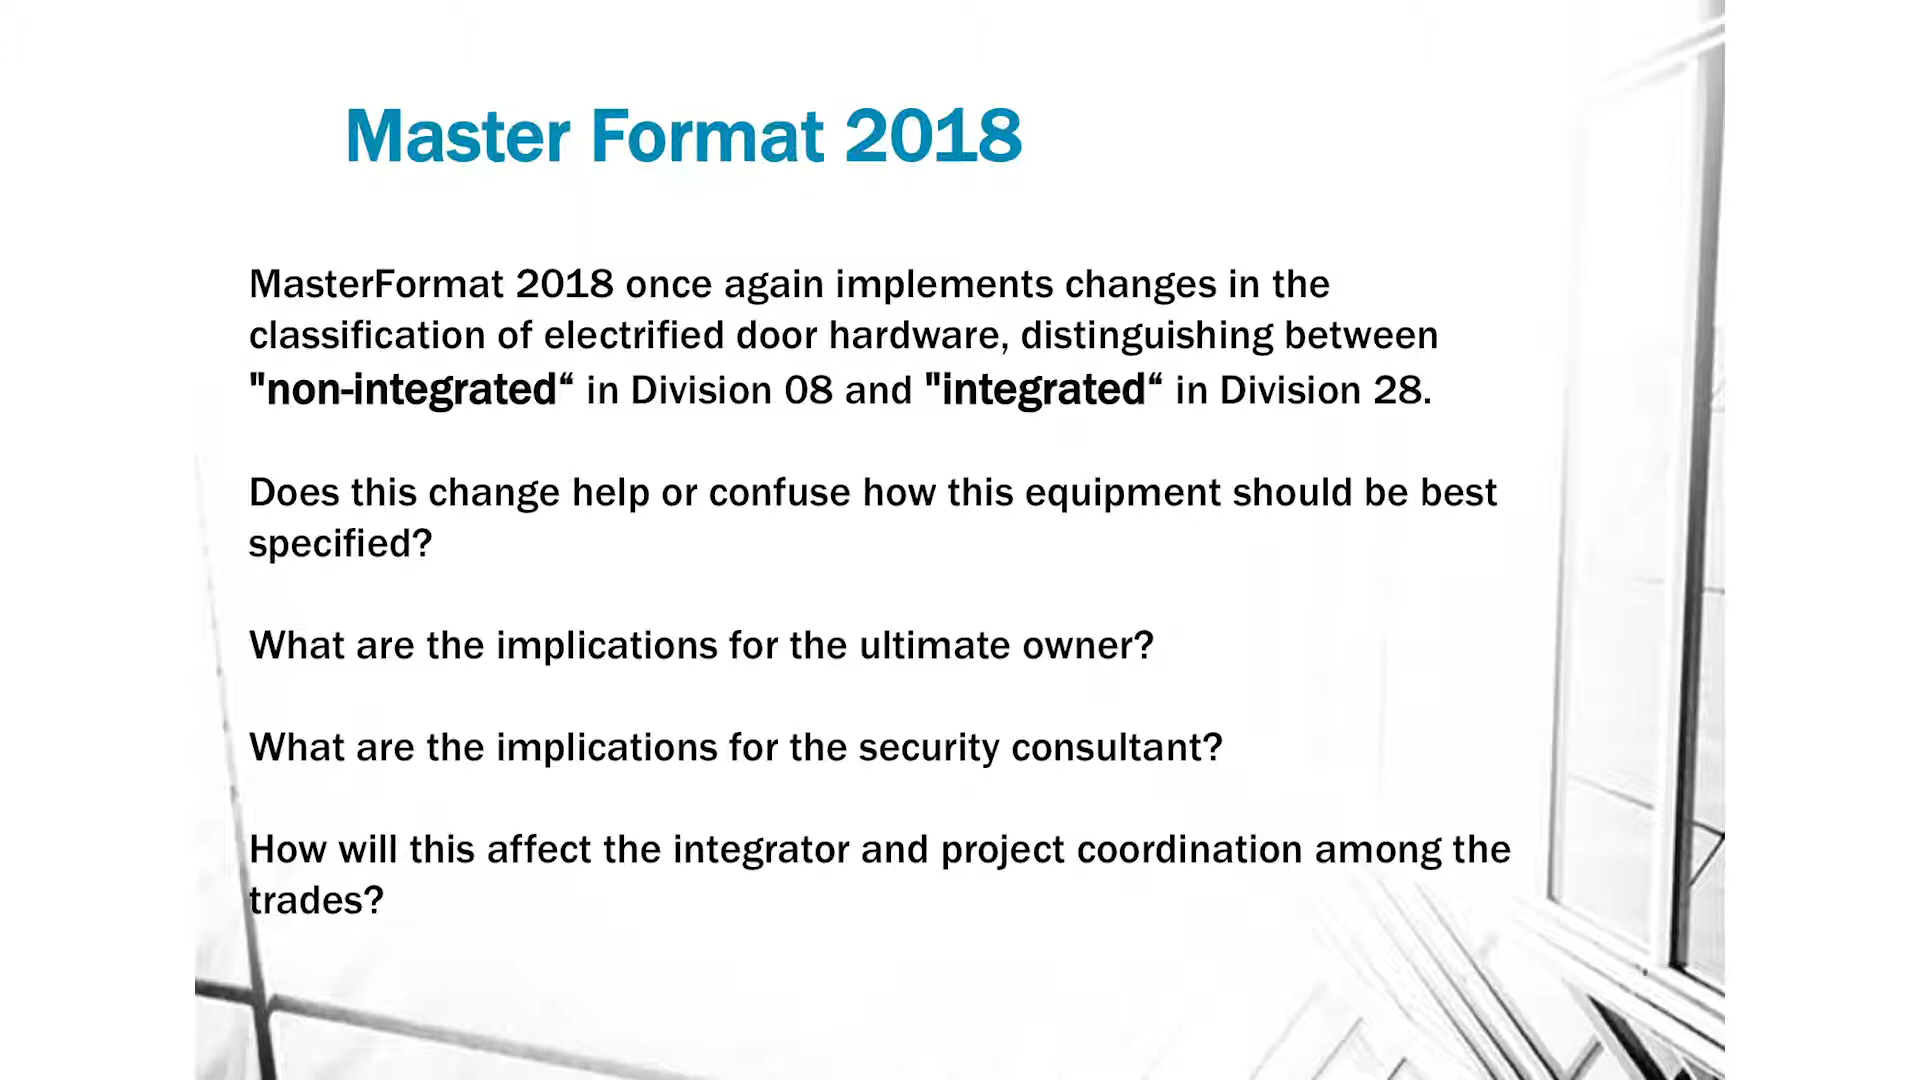 Master Format 2018
MasterFormat 2018 once again implements changes in the
classification of electrified door hardware, distinguishing between
"non-integrated“ in Division 08 and "integrated“ in Division 28.
Does this change help or confuse how this equipment should be best
specified?
What are the implications for the ultimate owner?
What are the implications for the security consultant?
How will this affect the integrator and project coordination among the
trades?